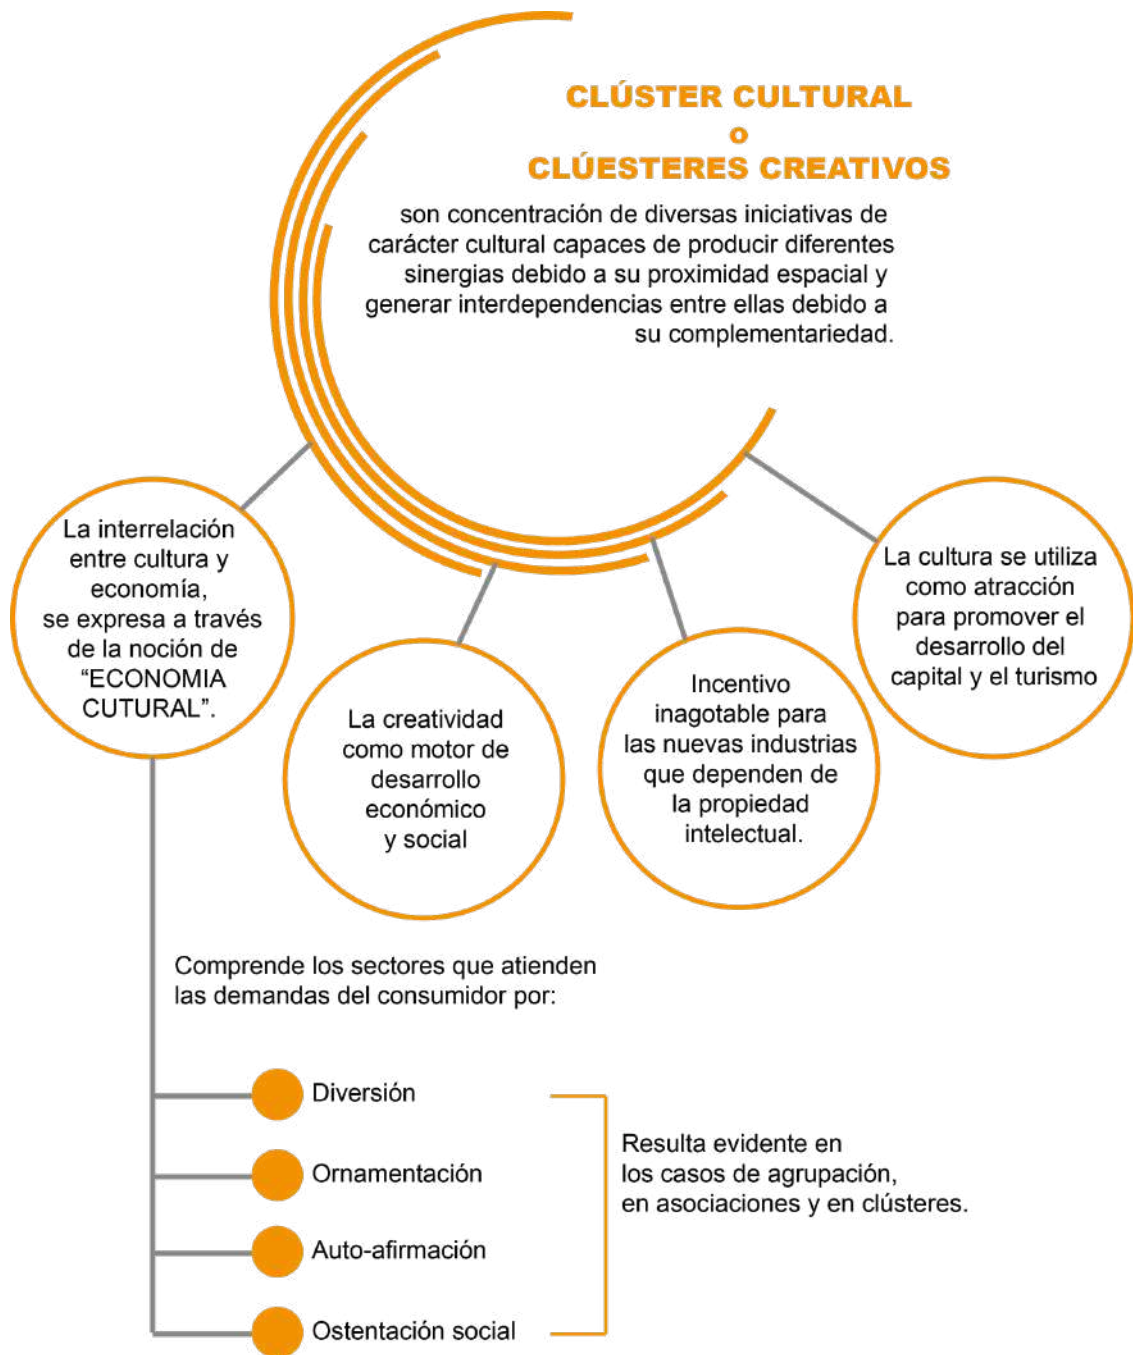 CLÚSTER CULTURAL
o
CLÚESTERES CREATIVOS
son concentración de diversas iniciativas de
carácter cultural capaces de producir diferentes
sinergias debido a su proximidad espacial y
generar interdependencias entre ellas debido a
su complementariedad.
La interrelación
entre cultura y
economía,
se expresa a través
de la noción de
“ECONOMIA
CUTURAL”.
La creatividad
como motor de
desarrollo
económico
y social
Incentivo
inagotable para
las nuevas industrias
que dependen de
la propiedad
intelectual.
La cultura se utiliza
como atracción
para promover el
desarrollo del
capital y el turismo
Comprende los sectores que atienden
las demandas del consumidor por:
Diversión
Ornamentación
Auto-afirmación
Ostentación social
Resulta evidente en
los casos de agrupación,
en asociaciones y en clústeres.